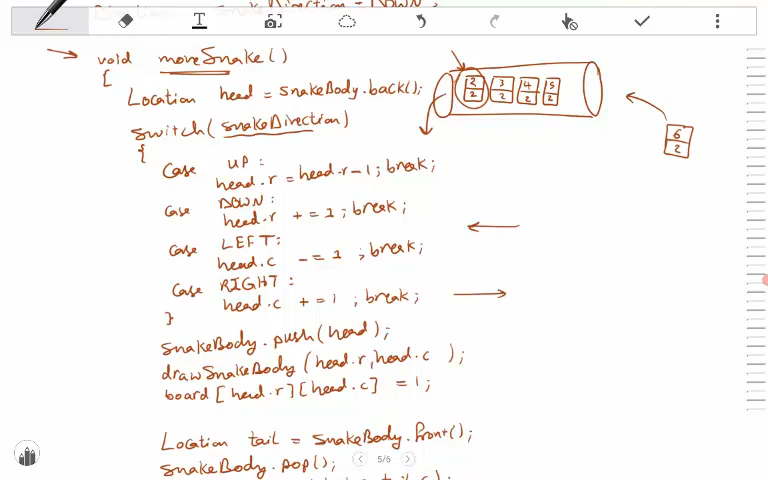 void moveSnake()
{
Location head = snakeBody.back();
switch( snakeDirection)
{
Case UP:
head.r = head.r-1; break;
Case DOWN:
head.r += 1; break;
Case LEFT:
head.c -= 1 ; break;
Case RIGHT:
head.c += 1 ; break;
}
snakeBody.push(head);
drawSnakeBody (head.r, head.c );
board [head.r][head.c] = 1;
Location tail = snakeBody.front();
snakeBody.pop();
2 3 4 5
2 2 2 2
6
2
5/6